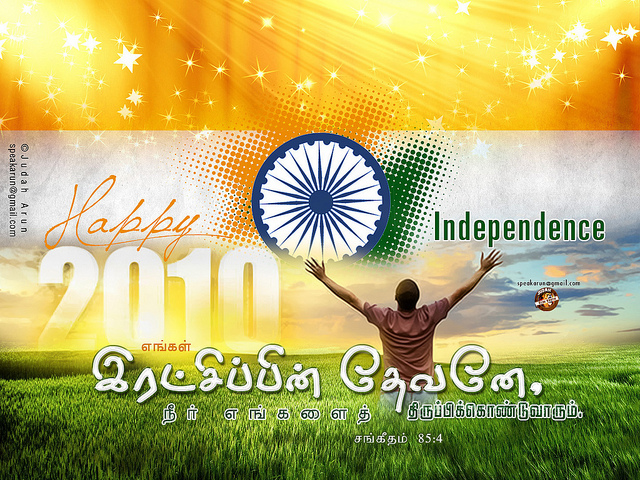 © Judah Arun
speakarun@gmail.com
Happy
2010
Independence
speakarun@gmail.com
எங்கள்
இரட்சிப்பின் தேவனே,
நீர் எங்களைத் திருப்பிக்கொண்டுவாரும்.
சங்கீதம் 85:4